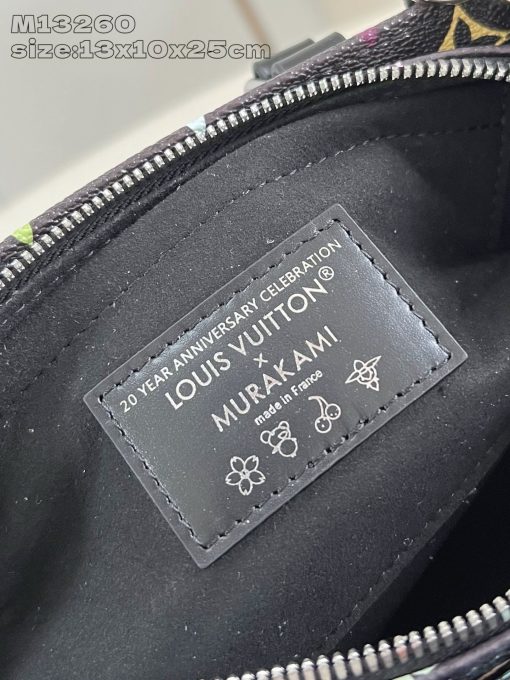 M13260
size:13x10x25cm
20 YEAR ANNIVERSARY CELEBRATION
LOUIS VUITTON®
×
MURAKAMI
made in France